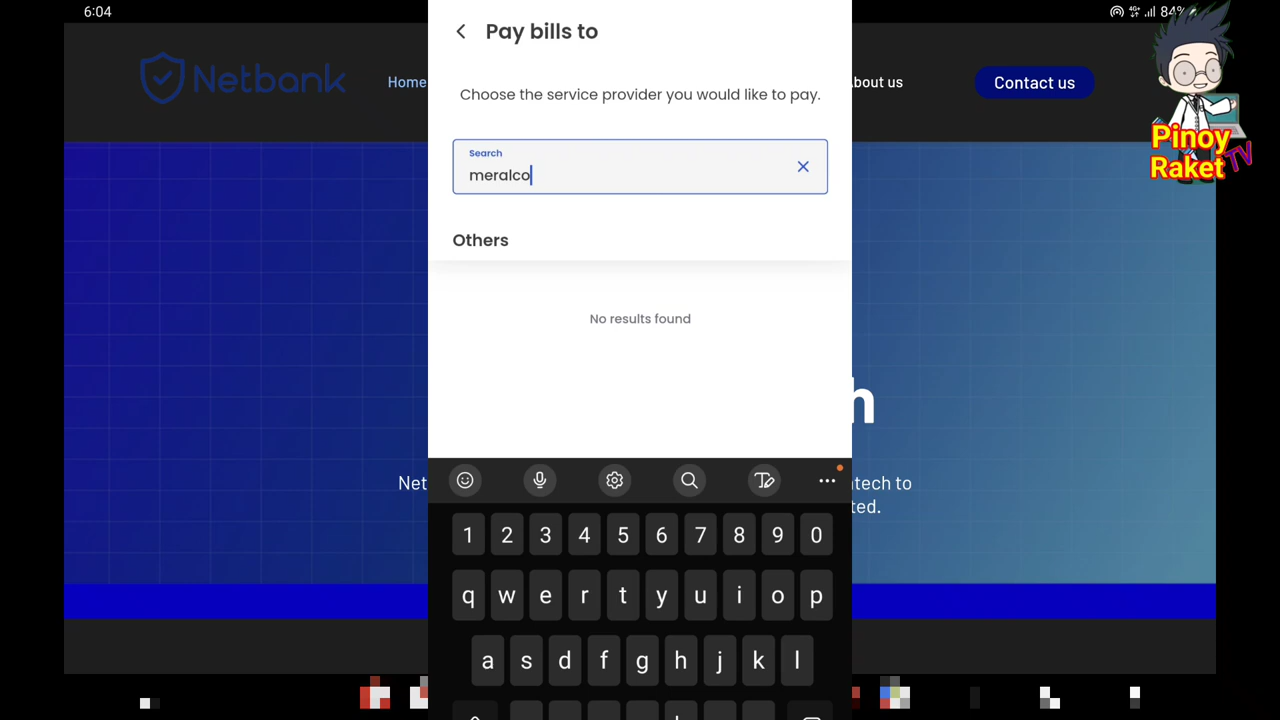 6:04
84%
Netbank
Home
bout us
Contact us
Pinoy
Raket
TV
Pay bills to
Choose the service provider you would like to pay.
Search
meralco
Others
No results found
h
Net
ntech to
ted.
1 2 3 4 5 6 7 8 9 0
q w e r t y u i o p
a s d f g h j k l